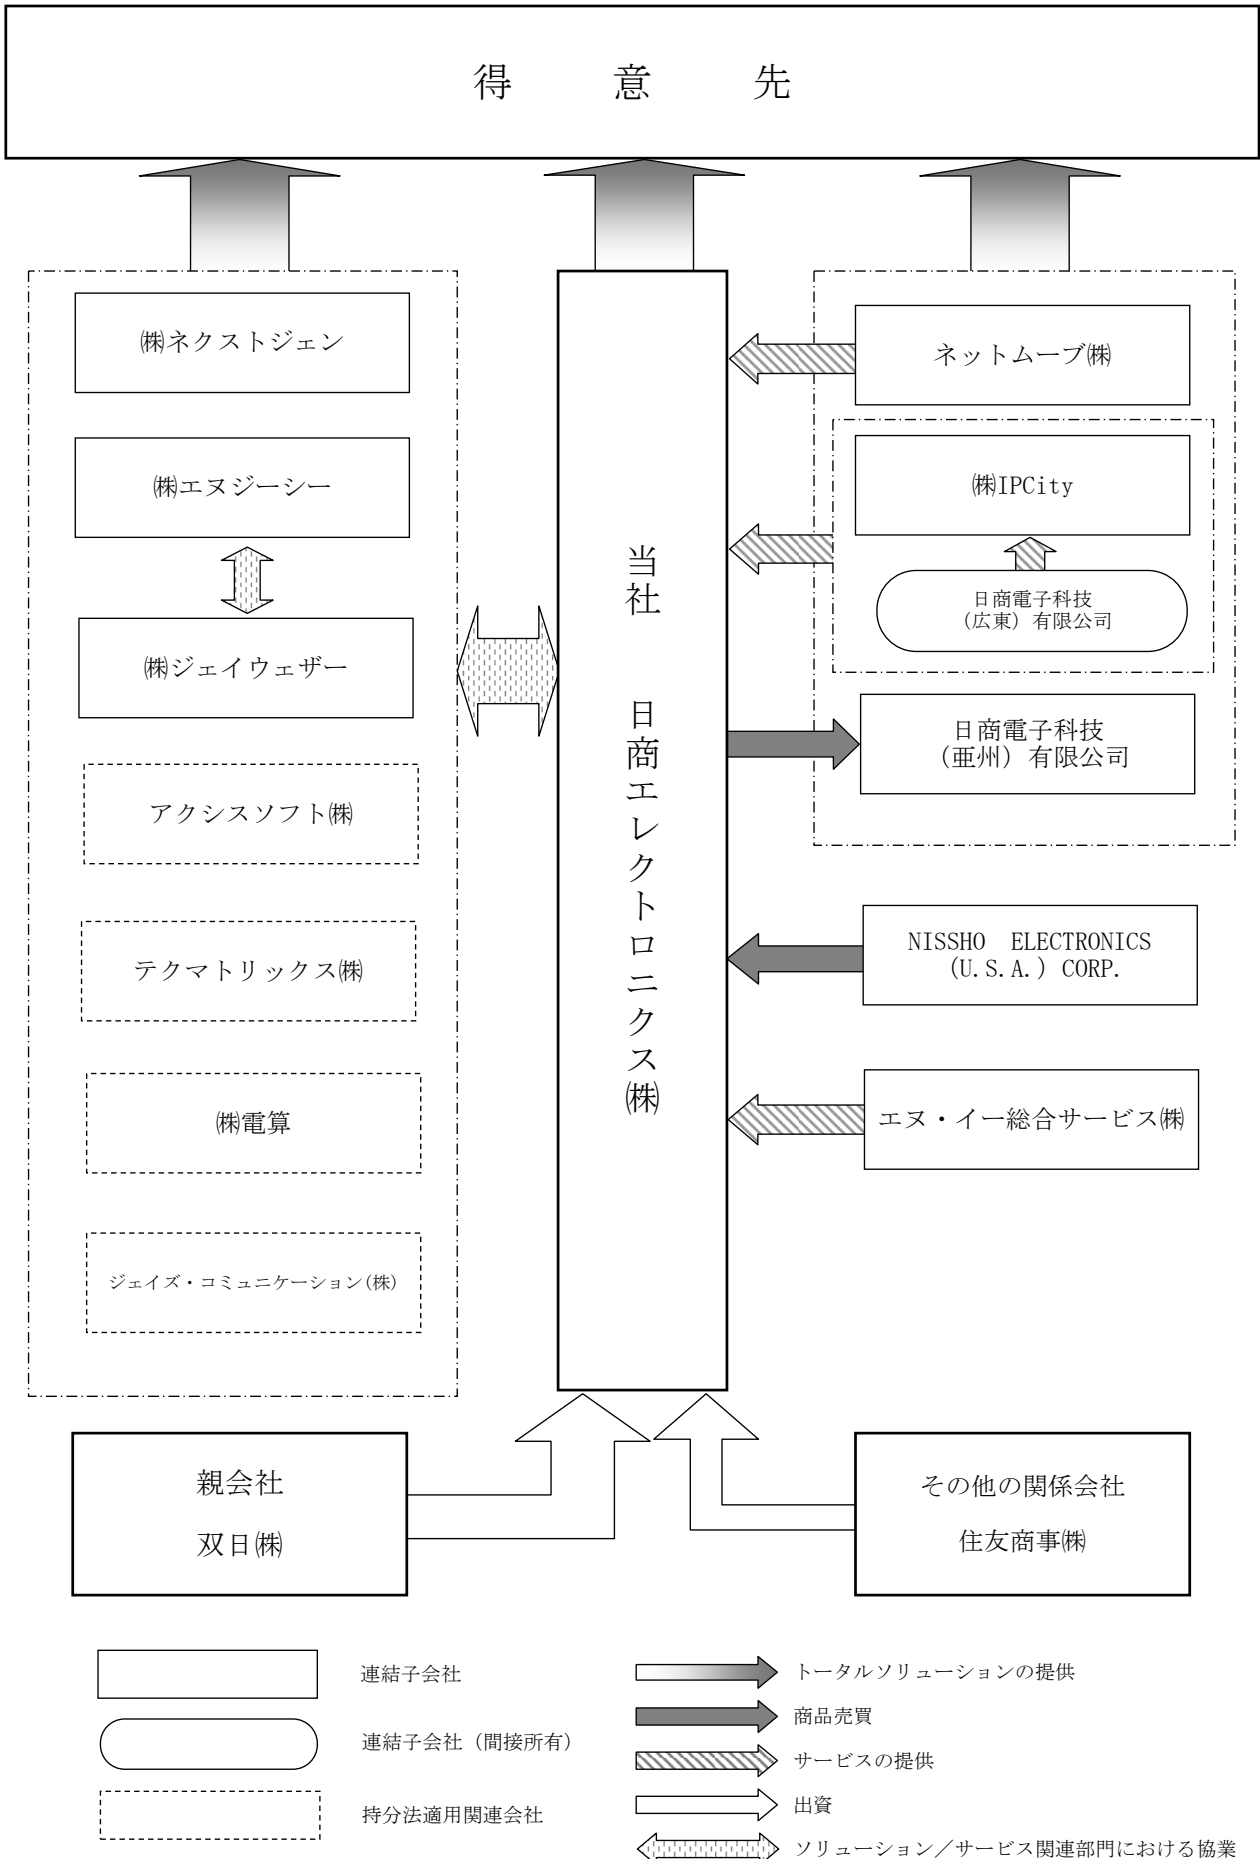 得意先
㈱ネクストジェン
㈱エヌジーシー
㈱ジェイウェザー
アクシスソフト㈱
テクマトリックス㈱
㈱電算
ジェイズ・コミュニケーション(株)
当社 日商エレクトロニクス㈱
ネットムーブ㈱
㈱IPCity
日商電子科技
(広東)有限公司
日商電子科技
(亜州)有限公司
NISSHO ELECTRONICS
(U.S.A.) CORP.
エヌ・イー総合サービス㈱
親会社
双日㈱
その他の関係会社
住友商事㈱
連結子会社
連結子会社(間接所有)
持分法適用関連会社
トータルソリューションの提供
商品売買
サービスの提供
出資
ソリューション/サービス関連部門における協業